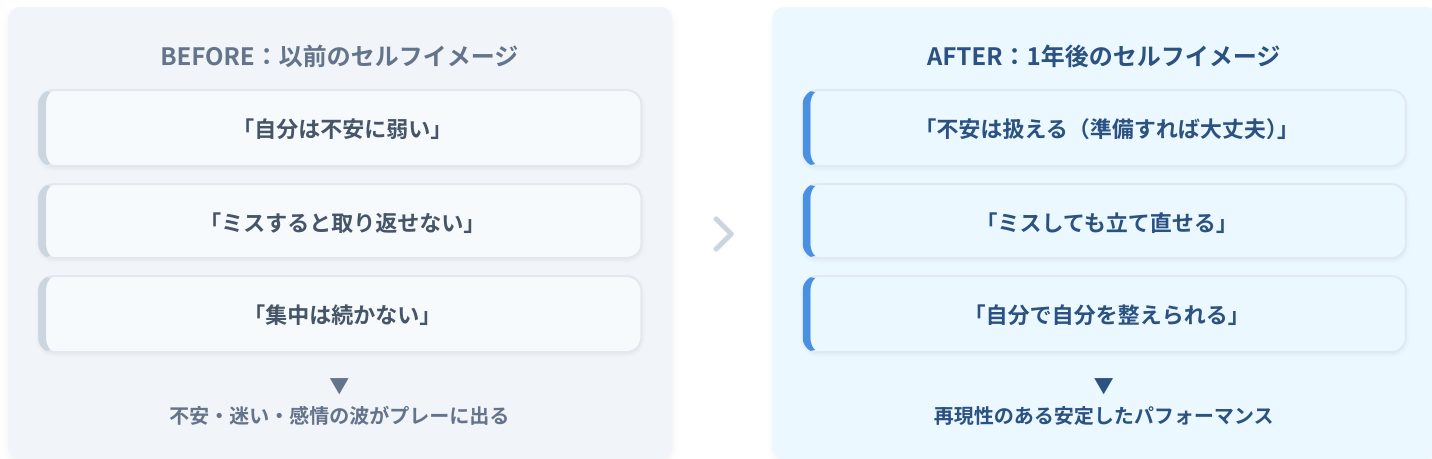 BEFORE：以前のセルフイメージ
「自分は不安に弱い」
「ミスすると取り返せない」
「集中は続かない」
▼
不安・迷い・感情の波がプレーに出る
AFTER：1年後のセルフイメージ
「不安は扱える（準備すれば大丈夫）」
「ミスしても立て直せる」
「自分で自分を整えられる」
▼
再現性のある安定したパフォーマンス